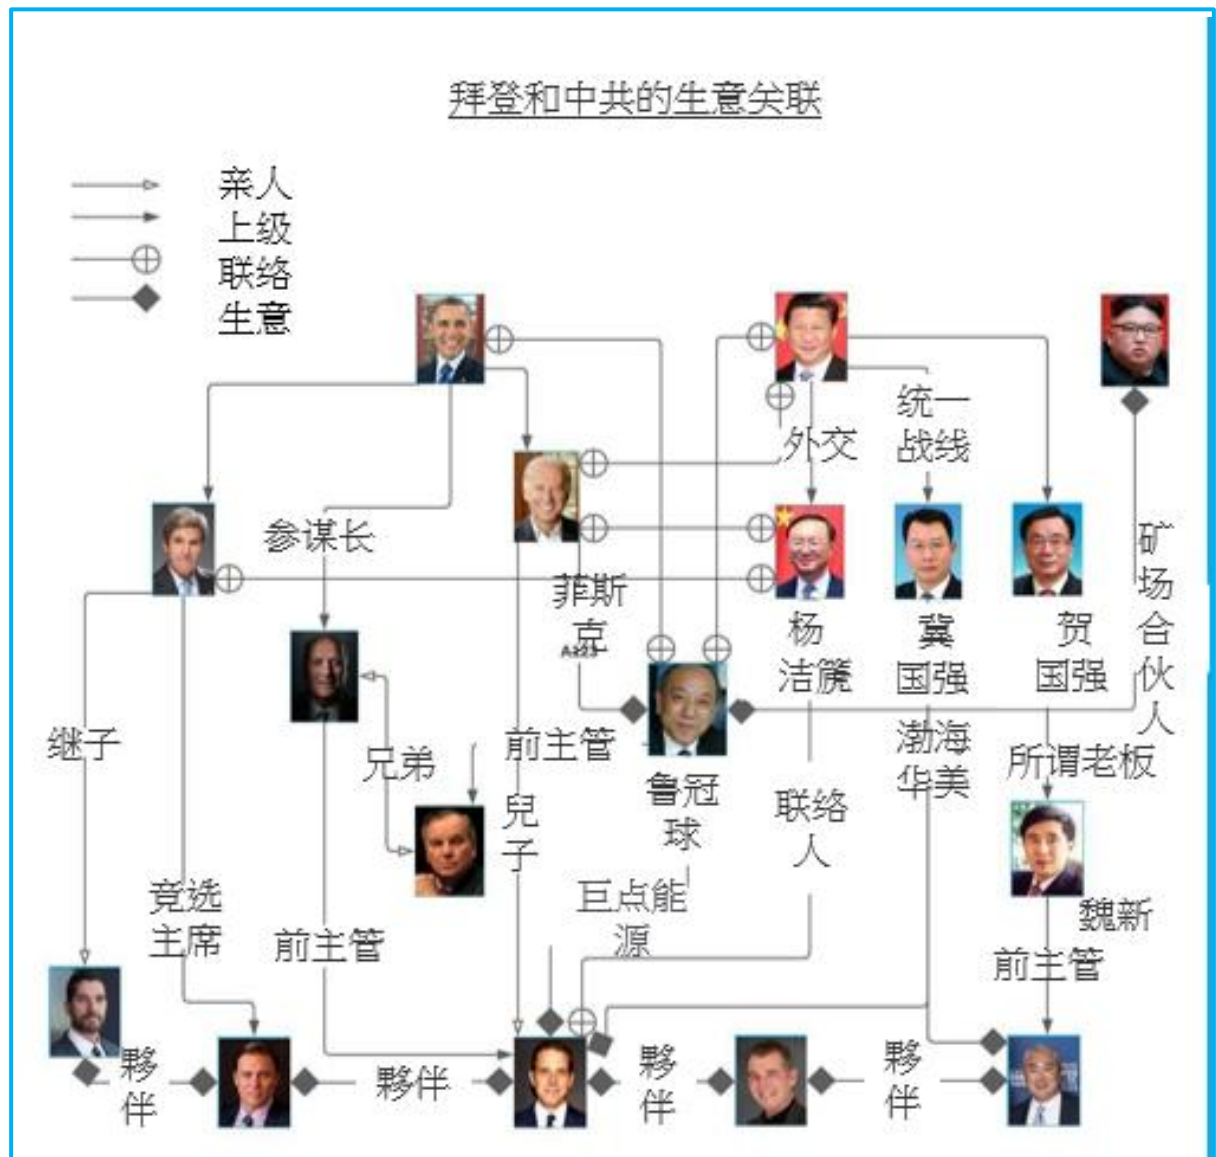 拜登和中共的生意关联
亲人
上级
联络
生意
统一
战线
外交
参谋长
矿
场
合
伙
人
菲斯
克
A123
杨
洁篪
冀
国强
贺
国强
继子
兄弟
前主管
渤海
华美
所谓老板
鲁冠
球
兒
子
联络
人
竞选
主席
巨点能
源
魏新
前主管
前主管
夥
伴
夥伴
夥
伴
夥
伴